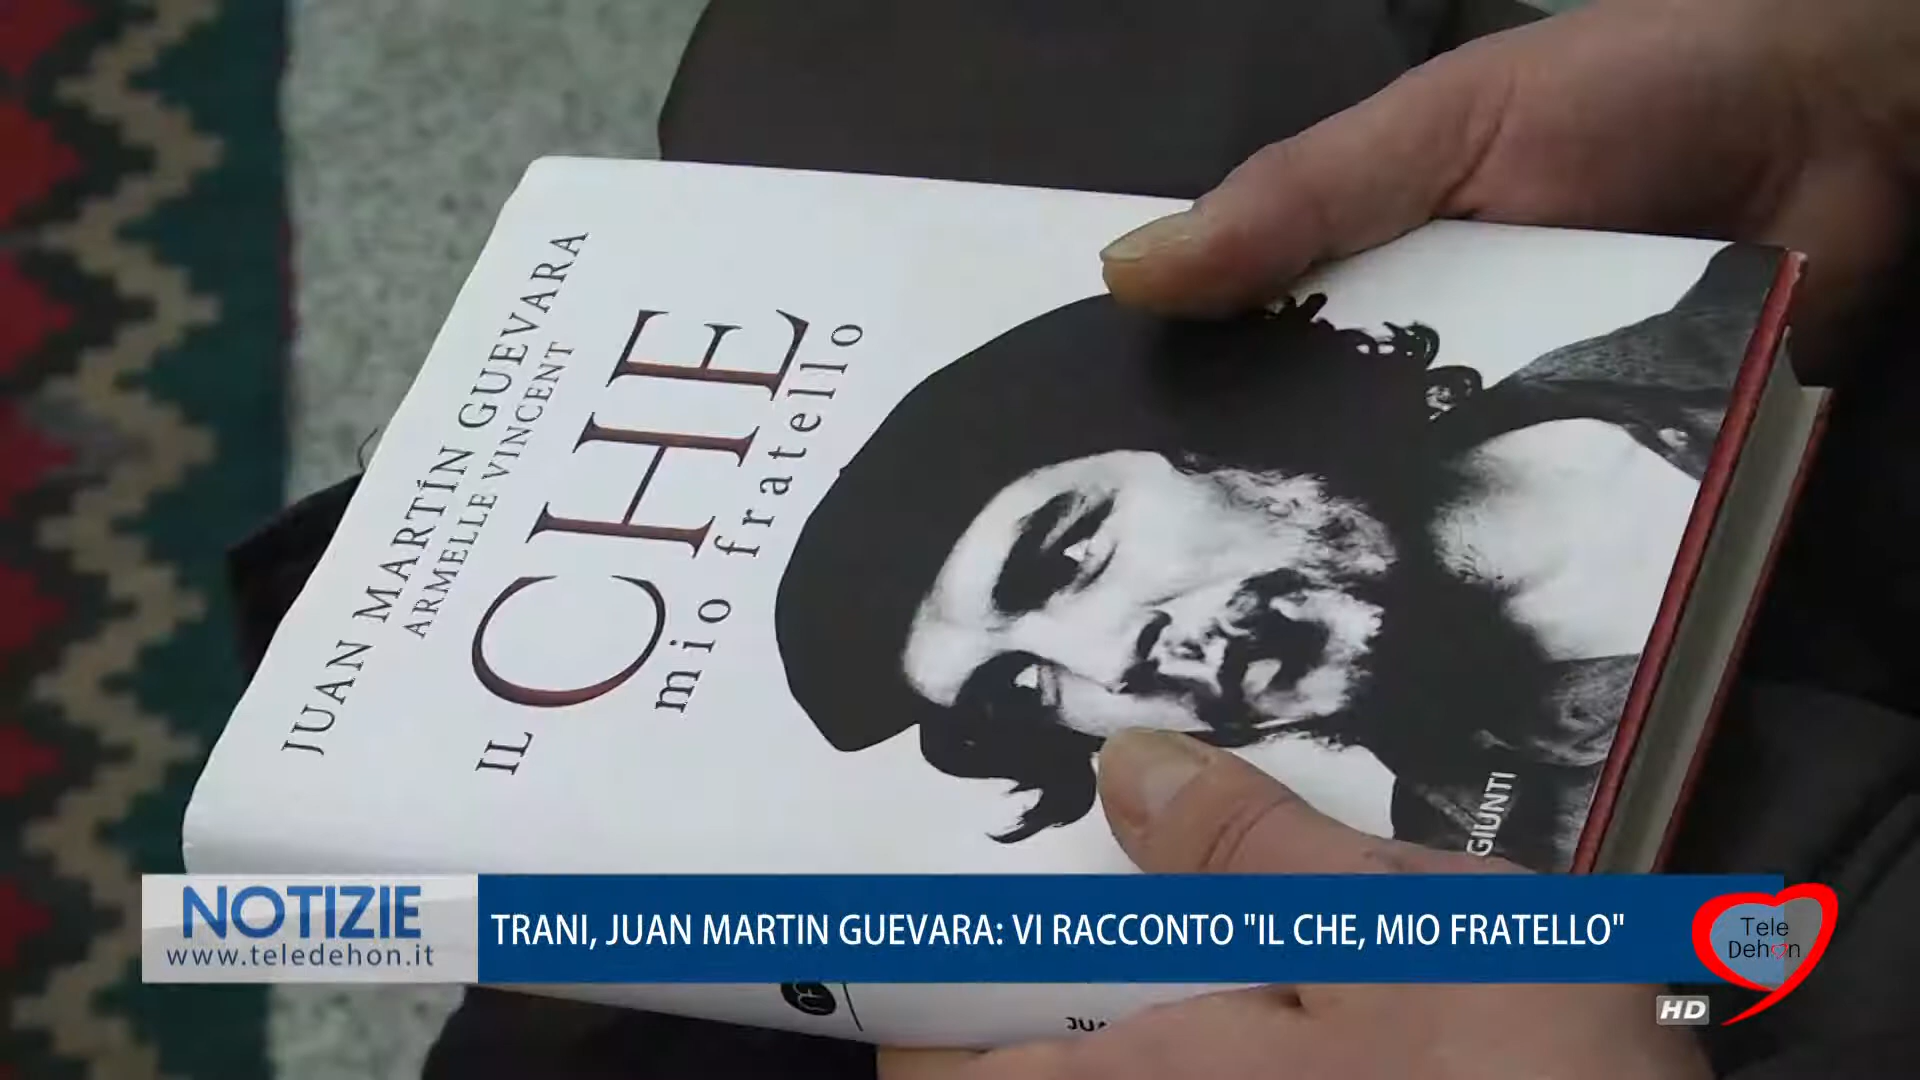 JUAN MARTÍN GUEVARA
ARMELLE VINCENT
IL CHE
mio fratello
GIUNTI
NOTIZIE
www.teledehon.it
TRANI, JUAN MARTIN GUEVARA: VI RACCONTO "IL CHE, MIO FRATELLO"
Tele
Dehon
HD